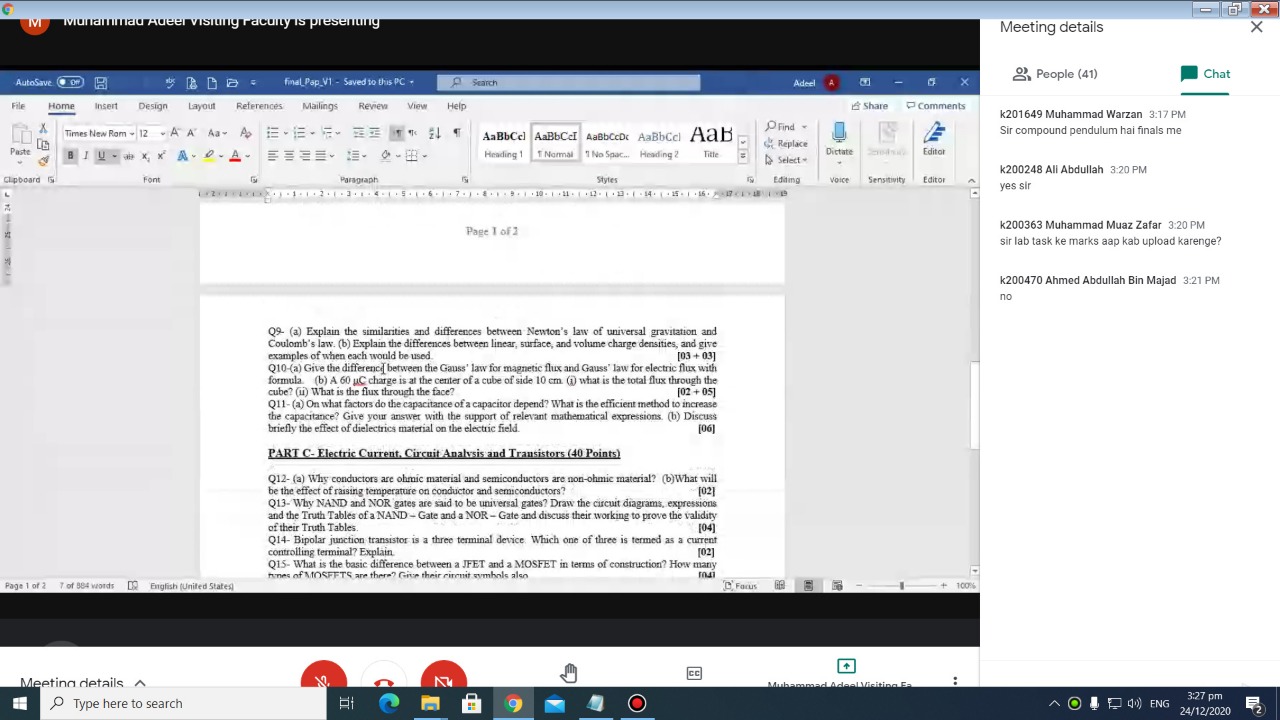 Muhammad Adeel Visiting Faculty is presenting
M
Meeting details
People (41)
Chat
k201649 Muhammad Warzan 3:17 PM
Sir compound pendulum hai finals me
k200248 Ali Abdullah 3:20 PM
yes sir
k200363 Muhammad Muaz Zafar 3:20 PM
sir lab task ke marks aap kab upload karenge?
k200470 Ahmed Abdullah Bin Majad 3:21 PM
no
AutoSave Off
final_Pap_V1 - Saved to this PC
Search
Adeel A
File Home Insert Draw Design Layout References Mailings Review View Help
Share Comments
Times New Rom 12
Paste
B I U
AaBbCcI AaBbCcI AaBbCcDc AaBbCcI AaB
Heading 1 ¶ Normal ¶ No Spac... Heading 2 Title
Find
Replace
Select
Dictate Sensitivity Editor
Clipboard Font Paragraph Styles Editing Voice Sensitivity Editor
Page 1 of 2
Q9- (a) Explain the similarities and differences between Newton's law of universal gravitation and
Coulomb's law. (b) Explain the differences between linear, surface, and volume charge densities, and give
examples of when each would be used. [03 + 03]
Q10-(a) Give the difference between the Gauss' law for magnetic flux and Gauss' law for electric flux with
formula. (b) A 60 µC charge is at the center of a cube of side 10 cm. (i) what is the total flux through the
cube? (ii) What is the flux through the face? [02 + 05]
Q11- (a) On what factors do the capacitance of a capacitor depend? What is the efficient method to increase
the capacitance? Give your answer with the support of relevant mathematical expressions. (b) Discuss
briefly the effect of dielectrics material on the electric field. [06]
PART C- Electric Current, Circuit Analysis and Transistors (40 Points)
Q12- (a) Why conductors are ohmic material and semiconductors are non-ohmic material? (b)What will
be the effect of raising temperature on conductor and semiconductors? [02]
Q13- Why NAND and NOR gates are said to be universal gates? Draw the circuit diagrams, expressions
and the Truth Tables of a NAND – Gate and a NOR – Gate and discuss their working to prove the validity
of their Truth Tables. [04]
Q14- Bipolar junction transistor is a three terminal device. Which one of three is termed as a current
controlling terminal? Explain. [02]
Q15- What is the basic difference between a JFET and a MOSFET in terms of construction? How many
types of MOSFETS are there? Give their circuit symbols also. [04]
Page 1 of 2 7 of 884 words English (United States)
Focus
100%
Meeting details
Muhammad Adeel Visiting Fa...
Type here to search
ENG
3:27 pm
24/12/2020
2